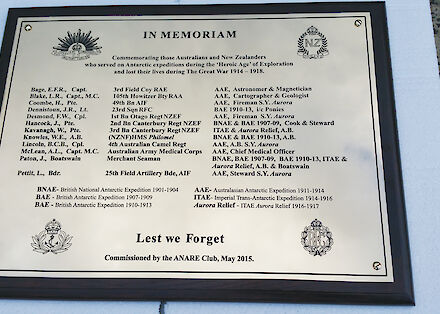 IN MEMORIAM
Commemorating those Australians and New Zealanders
who served on Antarctic expeditions during the 'Heroic Age' of Exploration
and lost their lives during The Great War 1914 – 1918.
Bage, E.F.R., Capt. 3rd Field Coy RAE AAE, Astronomer & Magnetician
Blake, L.R., Capt., M.C. 105th Howitzer Bty RAA AAE, Cartographer & Geologist
Coombe, H., Pte. 49th Bn AIF AAE, Fireman S.Y. Aurora
Dennistoun, J.R., Lt. 23rd Sqn RFC BAE 1910-13, i/c Ponies
Desmond, F.W., Cpl. 1st Bn Otago Regt NZEF AAE, Fireman S.Y. Aurora
Hancock, J., Pte. 2nd Bn Canterbury Regt NZEF BNAE & BAE 1907-09, Cook & Steward
Kavanagh, W., Pte. 3rd Bn Canterbury Regt NZEF ITAE & Aurora Relief, A.B.
Knowles, W.E., A.B. (NZNF)HMS Philomel BNAE & BAE 1910-13, A.B.
Lincoln, B.C.B., Cpl. 4th Australian Camel Regt AAE, A.B. S.Y. Aurora
McLean, A.L., Capt. M.C. Australian Army Medical Corps AAE, Chief Medical Officer
Paton, J., Boatswain Merchant Seaman BNAE, BAE 1907-09, BAE 1910-13, ITAE &
Aurora Relief, A.B. & Boatswain
Pettit, L., Bdr. 25th Field Artillery Bde, AIF AAE, Steward S.Y. Aurora
BNAE- British National Antarctic Expedition 1901-1904 AAE- Australasian Antarctic Expedition 1911-1914
BAE - British Antarctic Expedition 1907-1909 ITAE- Imperial Trans-Antarctic Expedition 1914-1916
BAE - British Antarctic Expedition 1910-1913 Aurora Relief - ITAE Aurora Relief 1916-1917
Lest we Forget
Commissioned by the ANARE Club, May 2015.
NZ